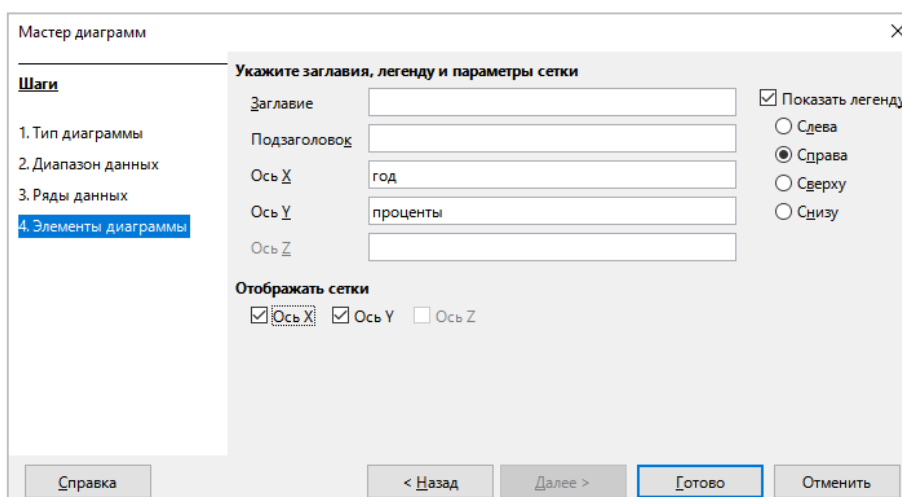 Мастер диаграмм
Шаги
1. Тип диаграммы
2. Диапазон данных
3. Ряды данных
4. Элементы диаграммы
Укажите заглавия, легенду и параметры сетки
Заглавие
Подзаголовок
Ось X год
Ось Y проценты
Ось Z
Показать легенду
Слева
Справа
Сверху
Снизу
Отображать сетки
Ось X Ось Y Ось Z
Справка < Назад Далее > Готово Отменить